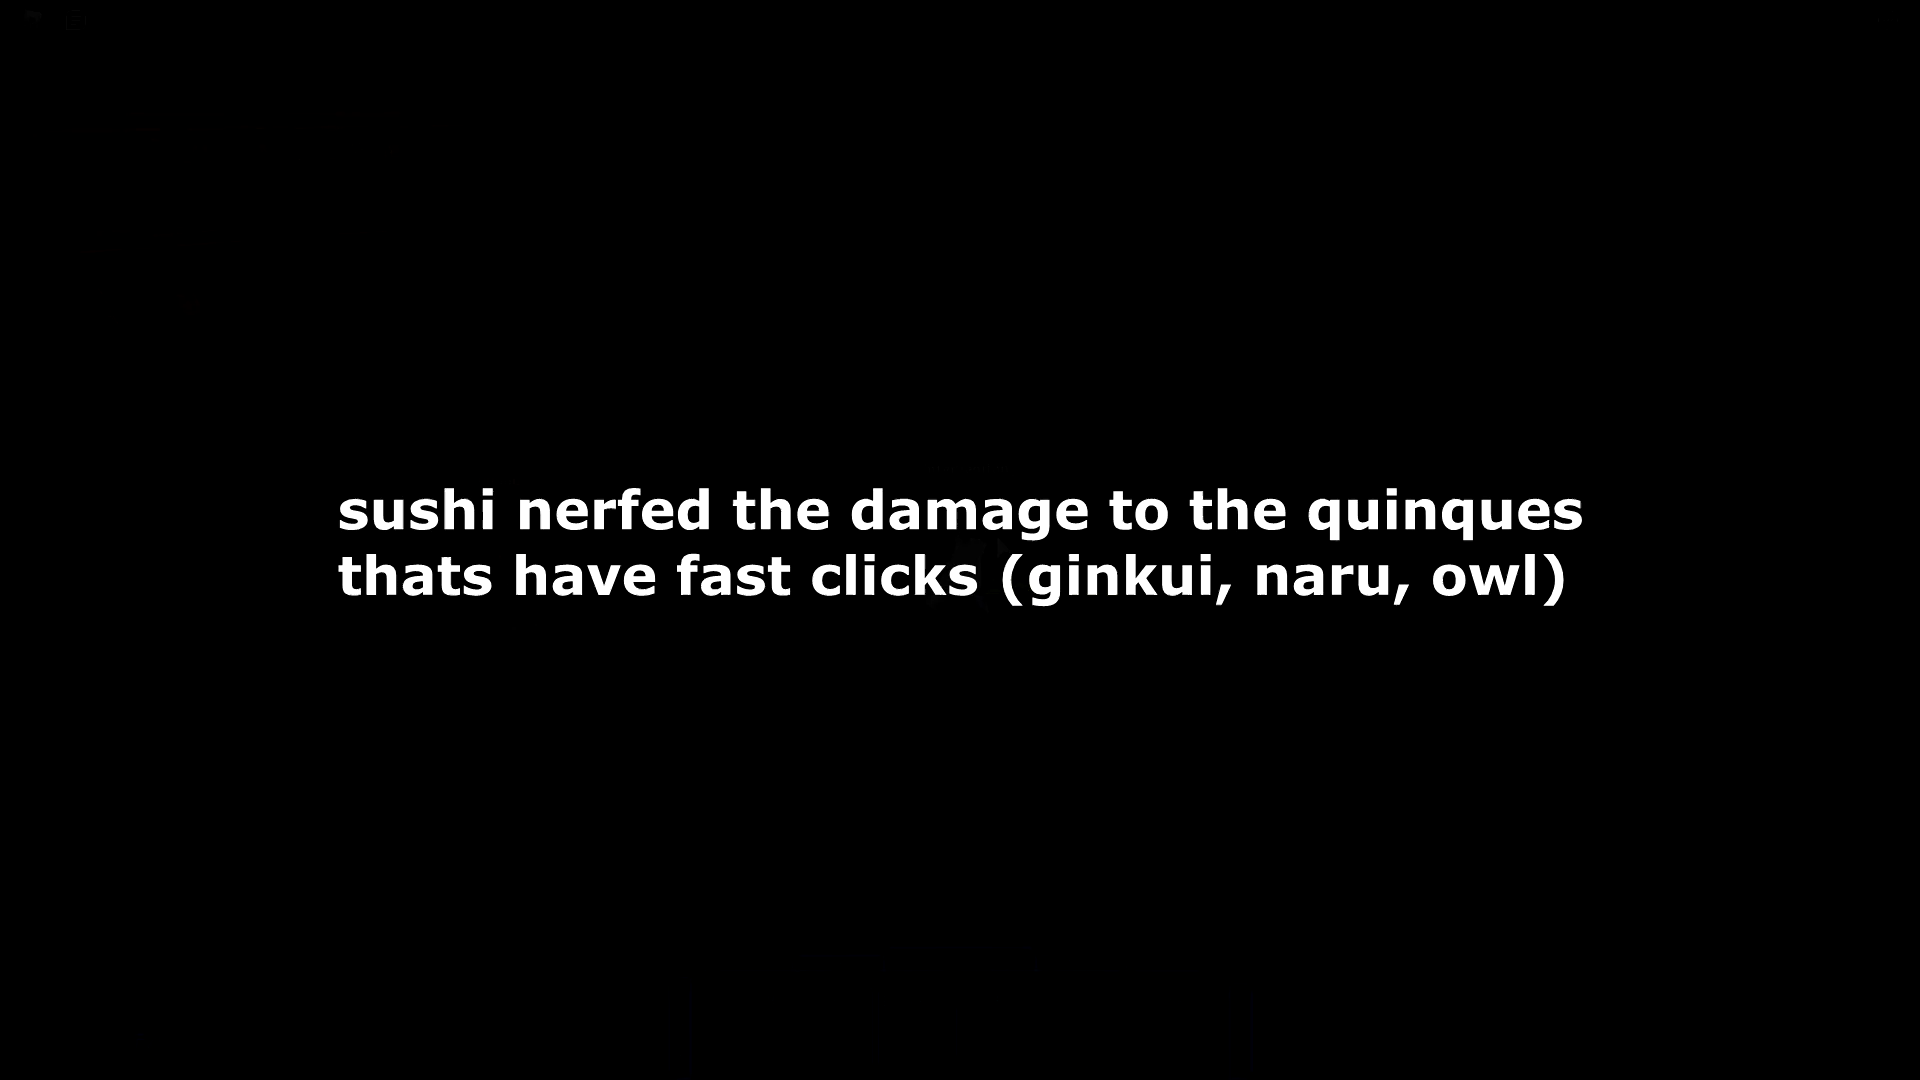 sushi nerfed the damage to the quinques
thats have fast clicks (ginkui, naru, owl)